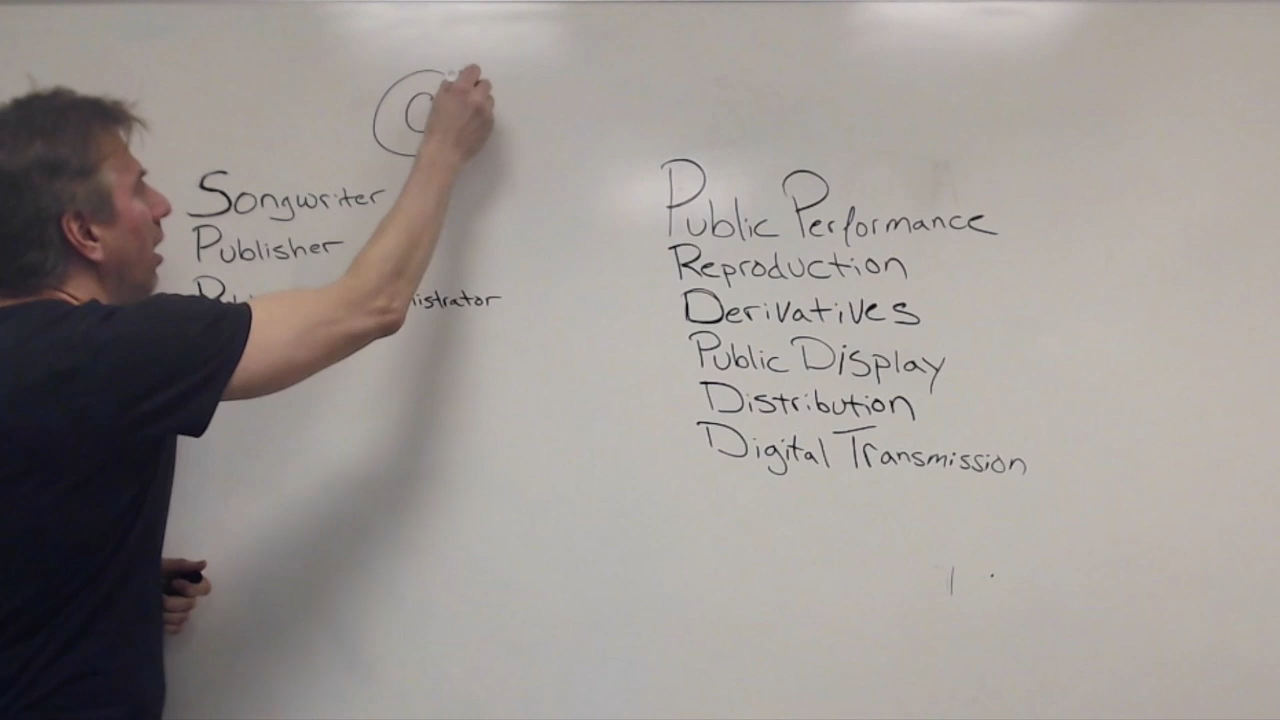 ©
Songwriter
Publisher
istrator
Public Performance
Reproduction
Derivatives
Public Display
Distribution
Digital Transmission